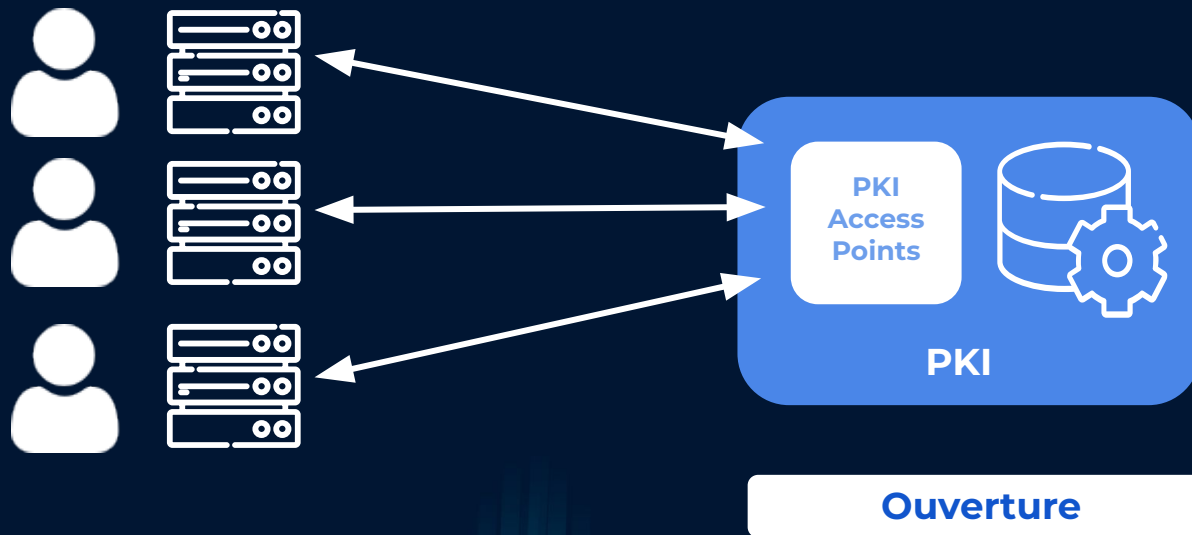 PKI
Access
Points
PKI
Ouverture